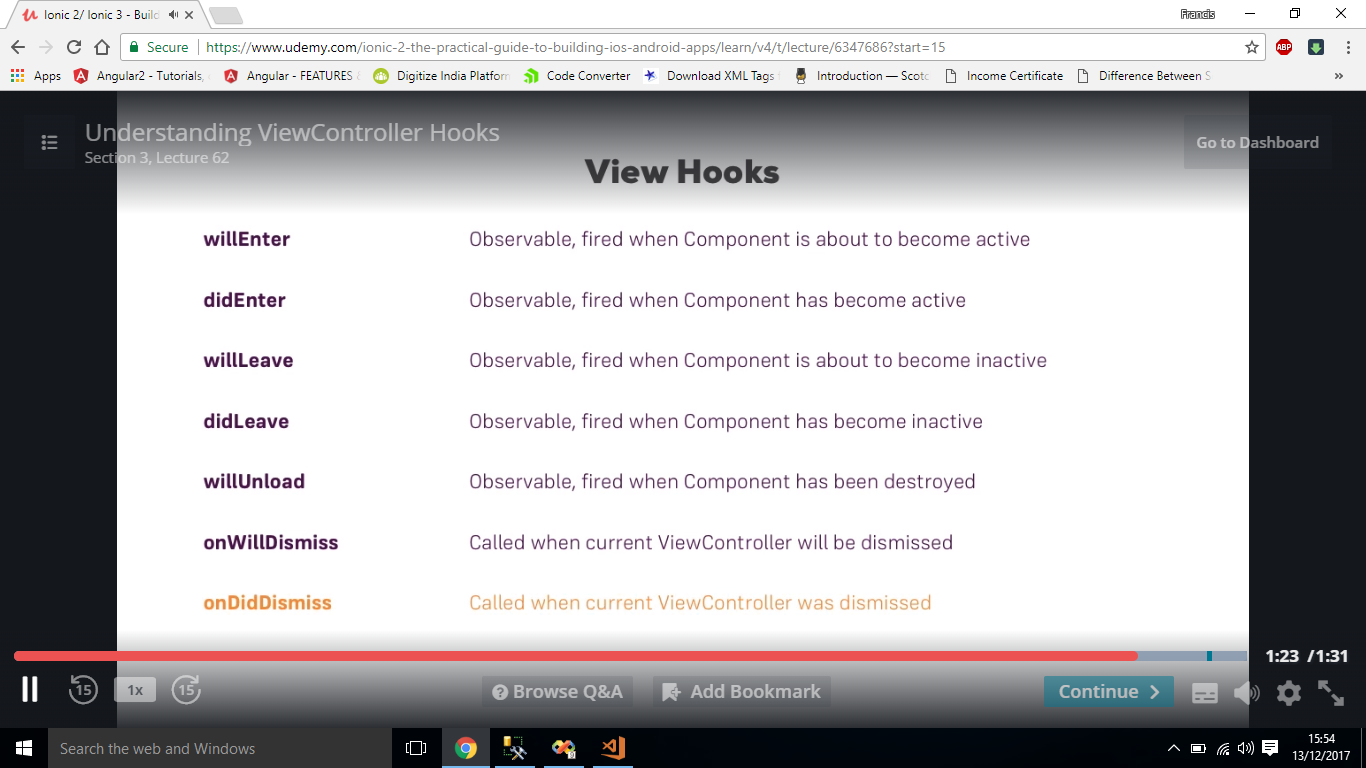 Ionic 2/ Ionic 3 - Build
Francis
Secure https://www.udemy.com/ionic-2-the-practical-guide-to-building-ios-android-apps/learn/v4/t/lecture/6347686?start=15
ABP
Apps Angular2 - Tutorials, Angular - FEATURES Digitize India Platform Code Converter Download XML Tags Introduction — Scotc Income Certificate Difference Between S »
Understanding ViewController Hooks
Section 3, Lecture 62
Go to Dashboard
View Hooks
willEnter Observable, fired when Component is about to become active
didEnter Observable, fired when Component has become active
willLeave Observable, fired when Component is about to become inactive
didLeave Observable, fired when Component has become inactive
willUnload Observable, fired when Component has been destroyed
onWillDismiss Called when current ViewController will be dismissed
onDidDismiss Called when current ViewController was dismissed
1:23 /1:31
15 1x 15 Browse Q&A Add Bookmark Continue
Search the web and Windows
15:54
13/12/2017